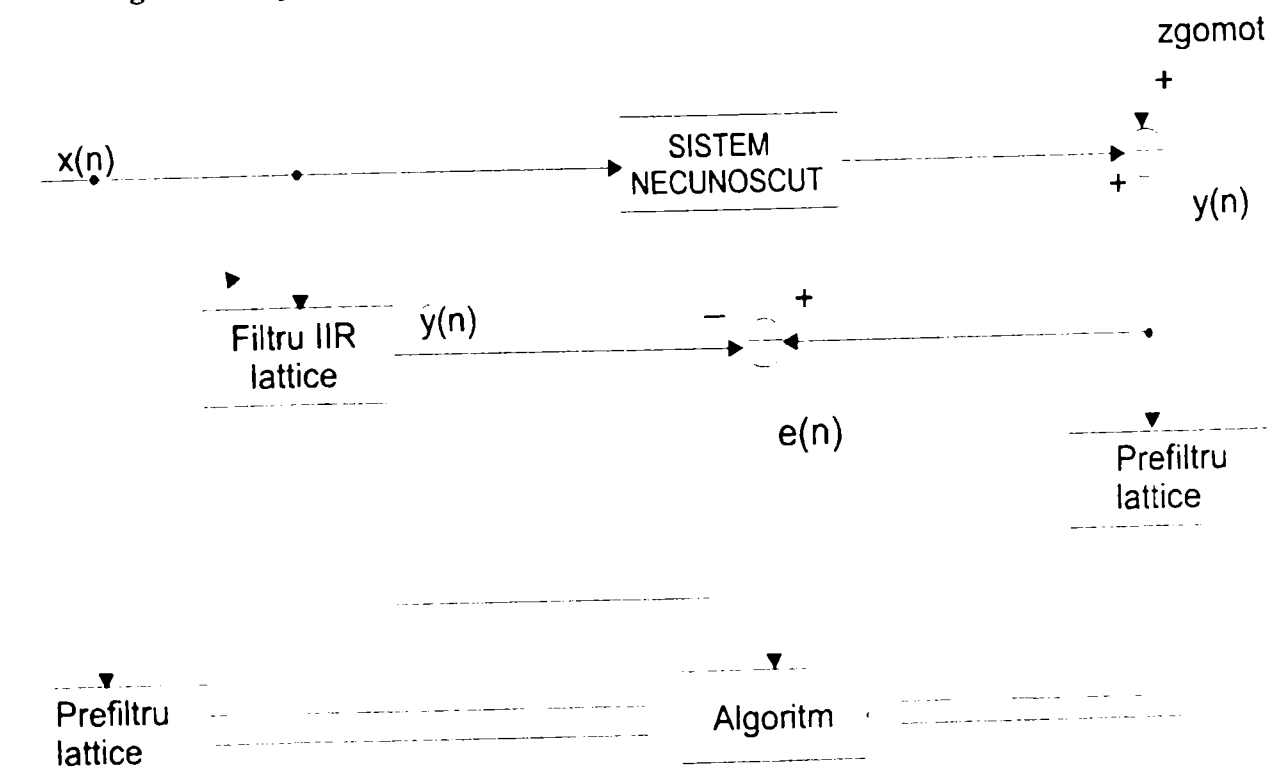 zgomot
+
x(n)
SISTEM
NECUNOSCUT
+
y(n)
Filtru IIR
lattice
y(n)
–
+
e(n)
Prefiltru
lattice
Prefiltru
lattice
Algoritm